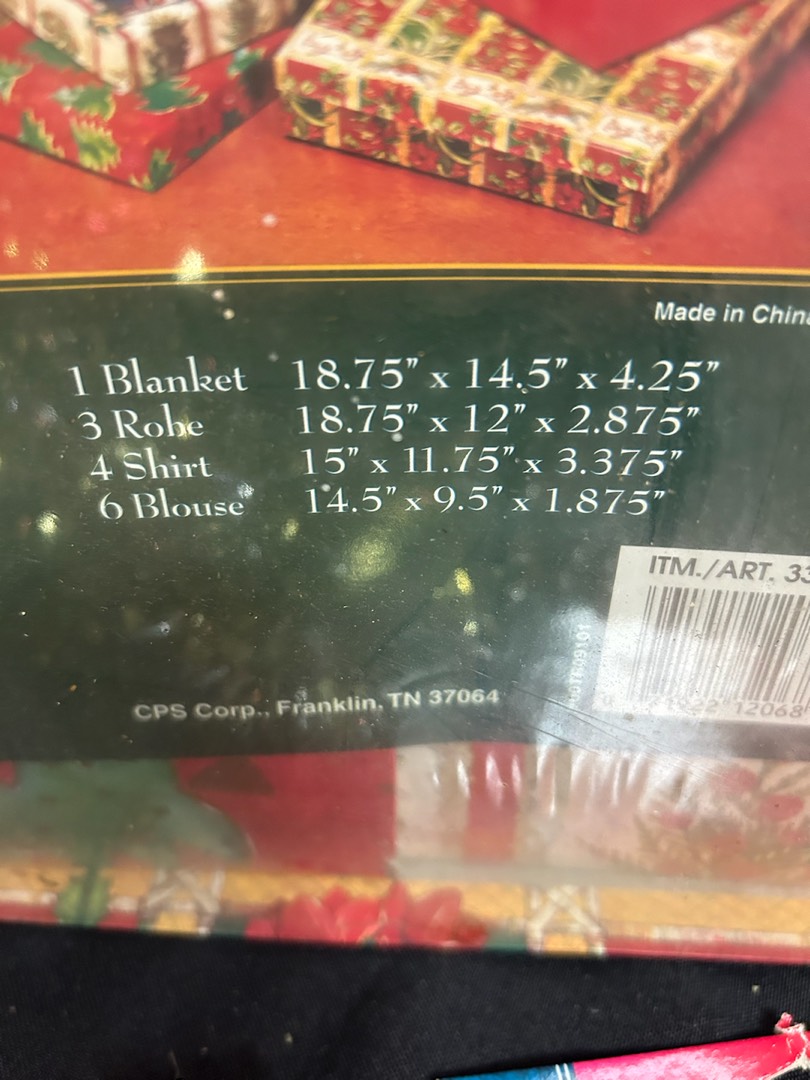 Made in China
1 Blanket 18.75" x 14.5" x 4.25"
3 Robe 18.75" x 12" x 2.875"
4 Shirt 15" x 11.75" x 3.375"
6 Blouse 14.5" x 9.5" x 1.875"
ITM./ART. 33
CPS Corp., Franklin, TN 37064